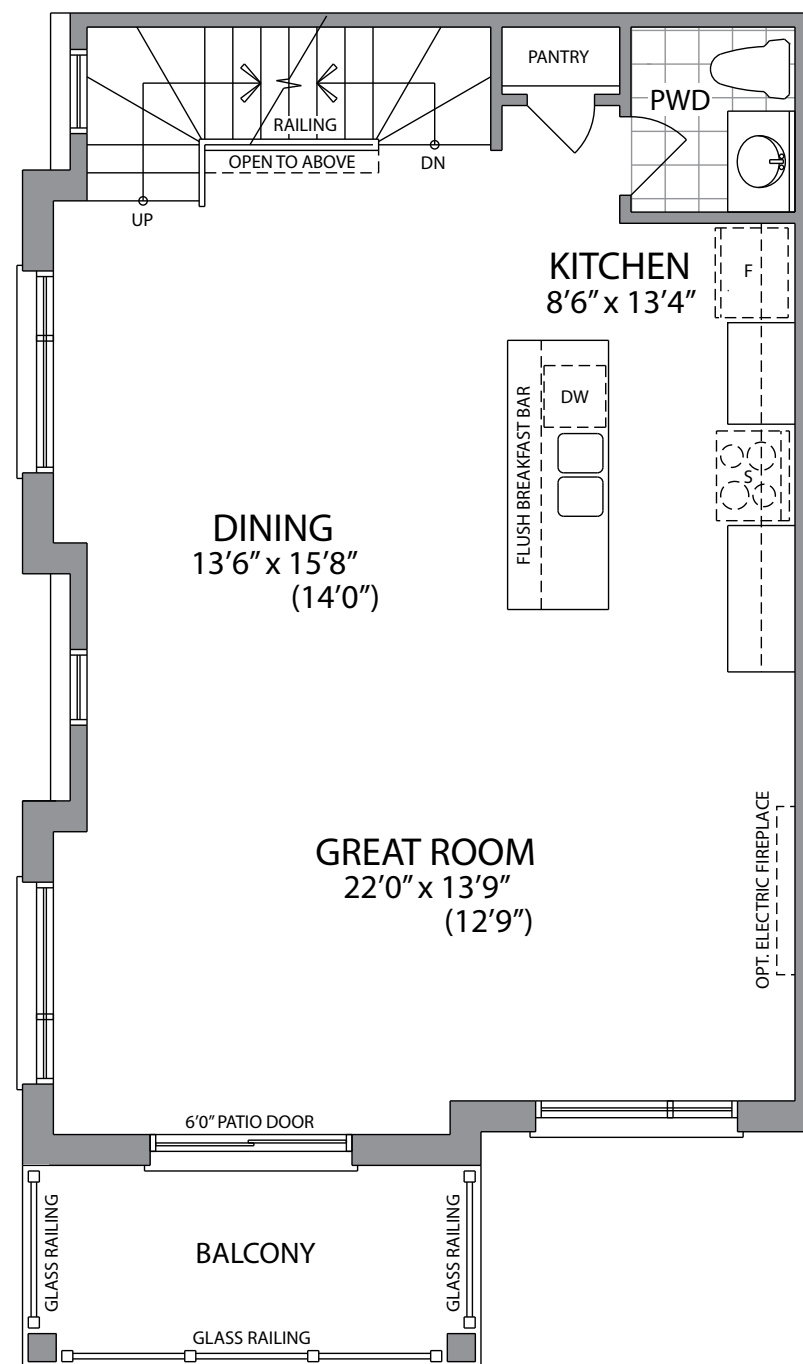 PANTRY
PWD
RAILING
OPEN TO ABOVE
DN
UP
KITCHEN
8’6” x 13’4”
F
FLUSH BREAKFAST BAR
DW
S
DINING
13’6” x 15’8”
(14’0”)
GREAT ROOM
22’0” x 13’9”
(12’9”)
OPT. ELECTRIC FIREPLACE
6’0” PATIO DOOR
GLASS RAILING
BALCONY
GLASS RAILING
GLASS RAILING